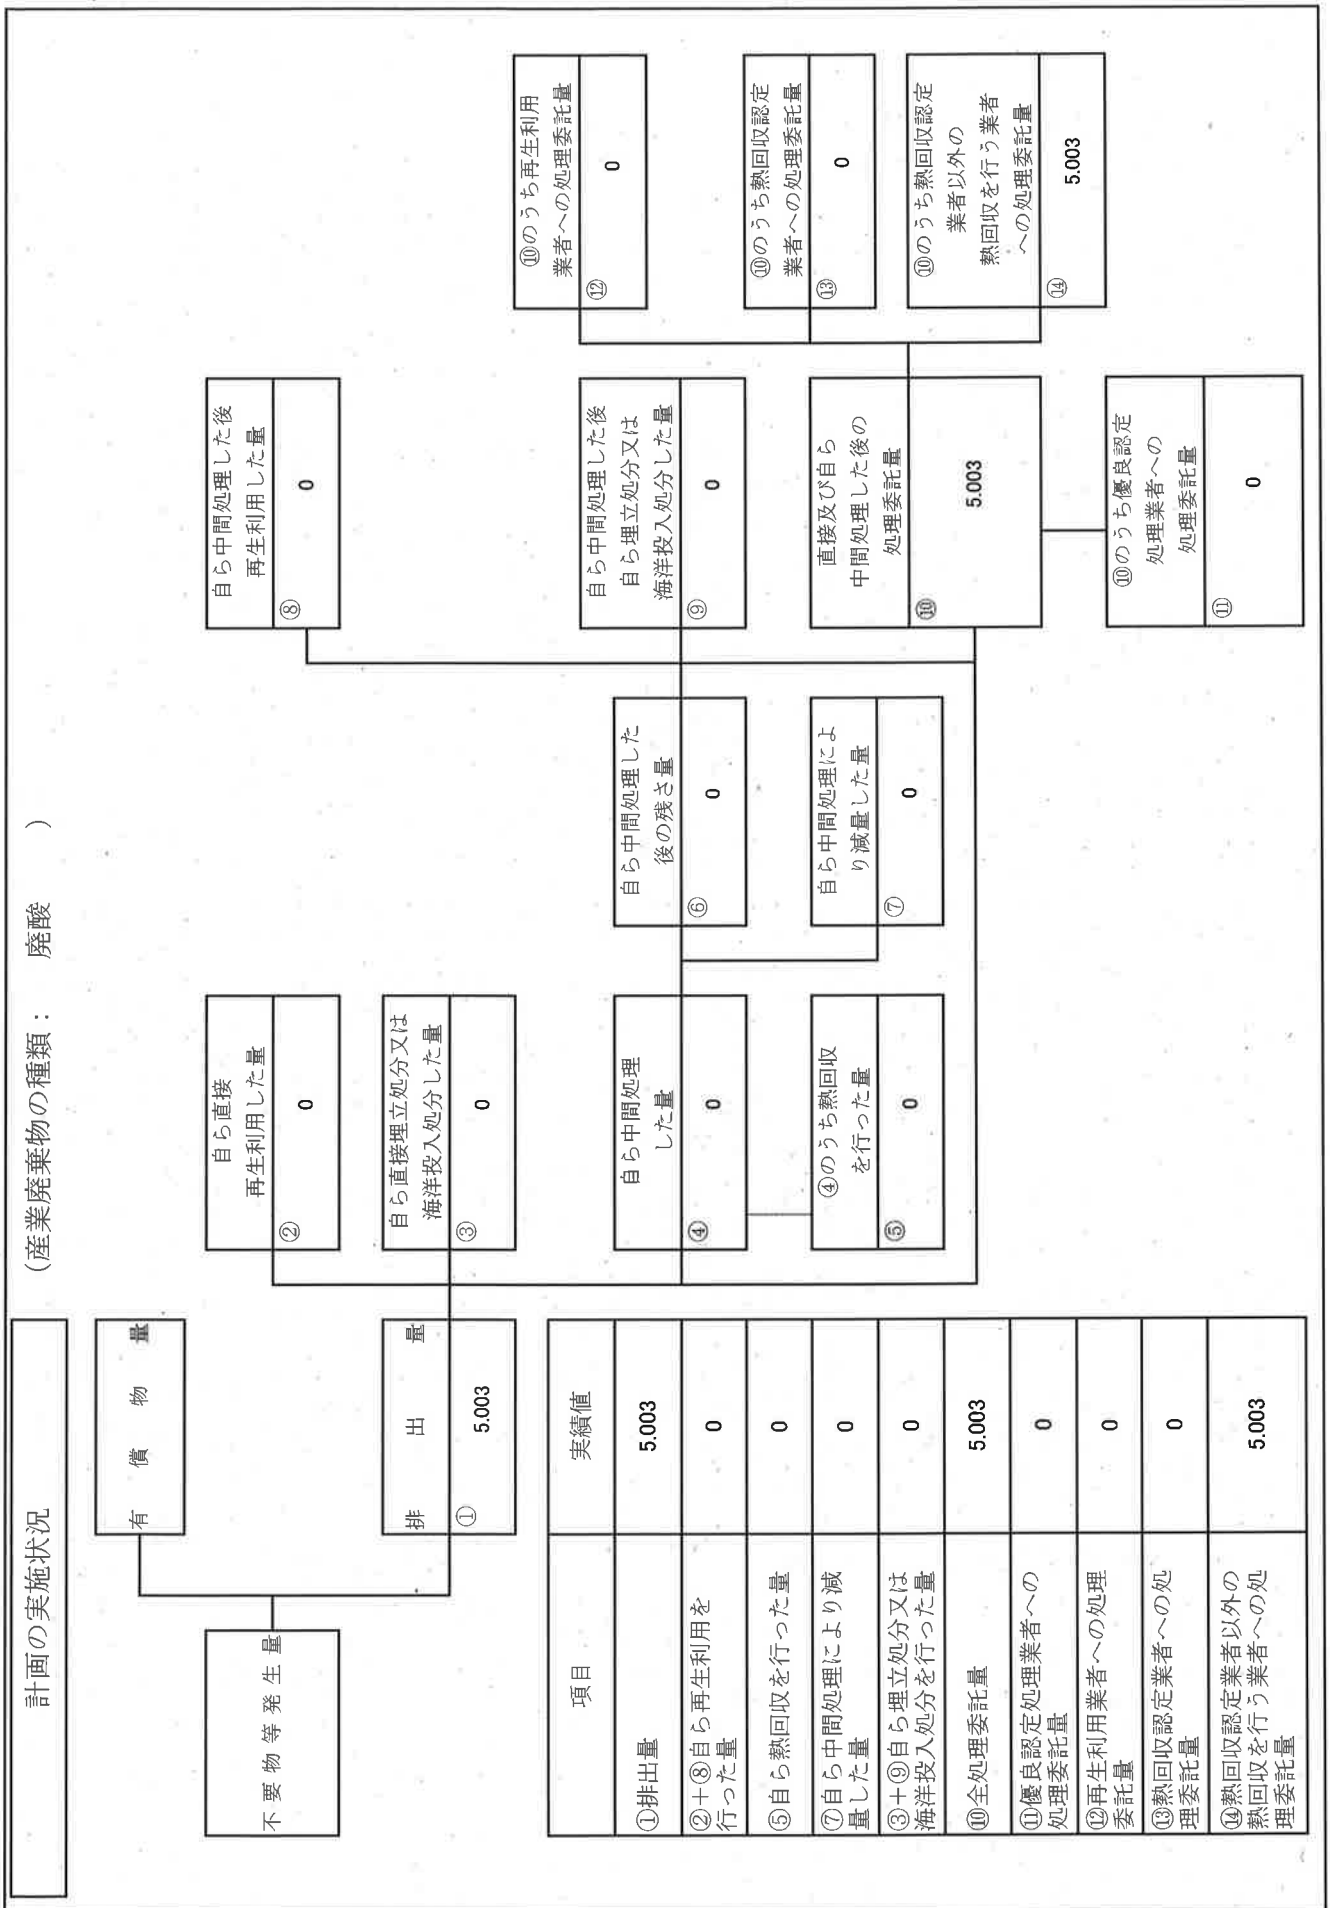 計画の実施状況
（産業廃棄物の種類： 廃酸 ）
不要物等発生量
有償物量
排出量
①
5.003
自ら直接
再生利用した量
②
0
自ら直接埋立処分又は
海洋投入処分した量
③
0
自ら中間処理
した量
④
0
④のうち熱回収
を行った量
⑤
0
自ら中間処理した
後の残さ量
⑥
0
自ら中間処理によ
り減量した量
⑦
0
自ら中間処理した後
再生利用した量
⑧
0
自ら中間処理した後
自ら埋立処分又は
海洋投入処分した量
⑨
0
直接及び自ら
中間処理した後の
処理委託量
⑩
5.003
⑩のうち優良認定
処理業者への
処理委託量
⑪
0
⑩のうち再生利用
業者への処理委託量
⑫
0
⑩のうち熱回収認定
業者への処理委託量
⑬
0
⑩のうち熱回収認定
業者以外の
熱回収を行う業者
への処理委託量
⑭
5.003
項目 実績値
①排出量 5.003
②＋⑧自ら再生利用を
行った量 0
⑤自ら熱回収を行った量 0
⑦自ら中間処理により減
量した量 0
③＋⑨自ら埋立処分又は
海洋投入処分を行った量 0
⑩全処理委託量 5.003
⑪優良認定処理業者への
処理委託量 0
⑫再生利用業者への処理
委託量 0
⑬熱回収認定業者への処
理委託量 0
⑭熱回収認定業者以外の
熱回収を行う業者への処
理委託量 5.003